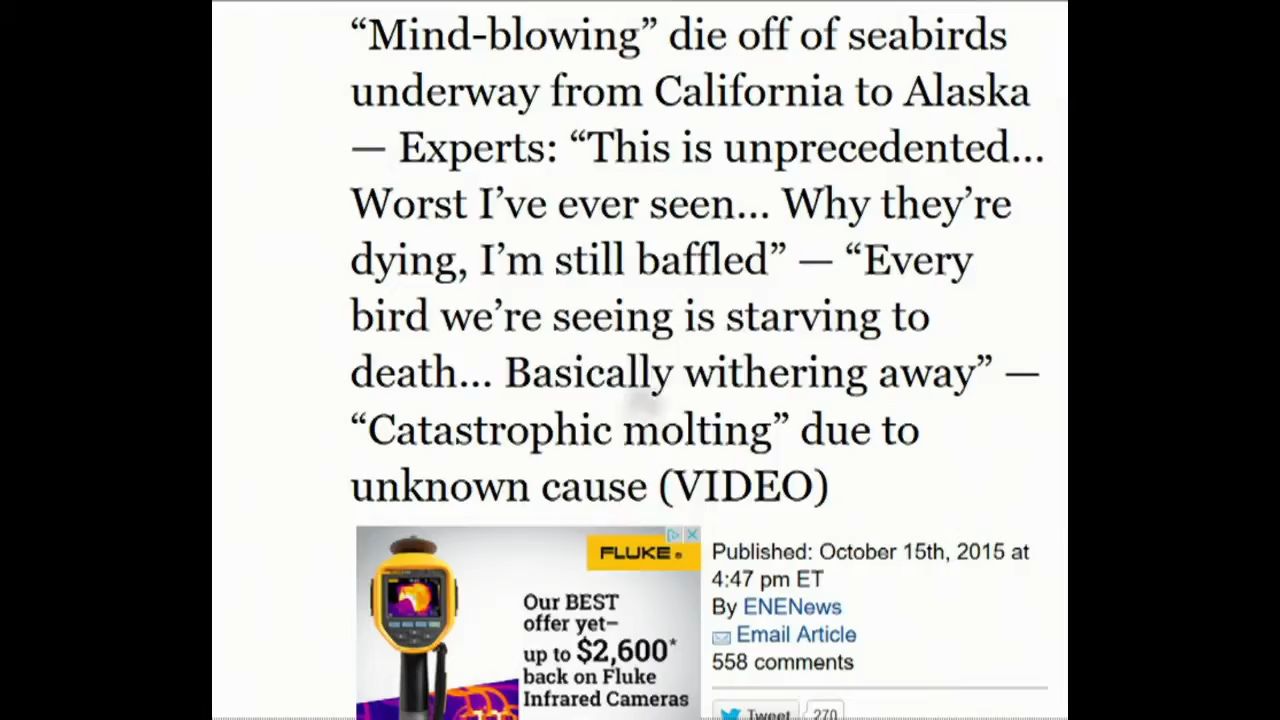 “Mind-blowing” die off of seabirds
underway from California to Alaska
— Experts: “This is unprecedented...
Worst I’ve ever seen... Why they’re
dying, I’m still baffled” — “Every
bird we’re seeing is starving to
death... Basically withering away” —
“Catastrophic molting” due to
unknown cause (VIDEO)
FLUKE®
Our BEST
offer yet–
up to $2,600*
back on Fluke
Infrared Cameras
Published: October 15th, 2015 at
4:47 pm ET
By ENENews
Email Article
558 comments
Tweet 270